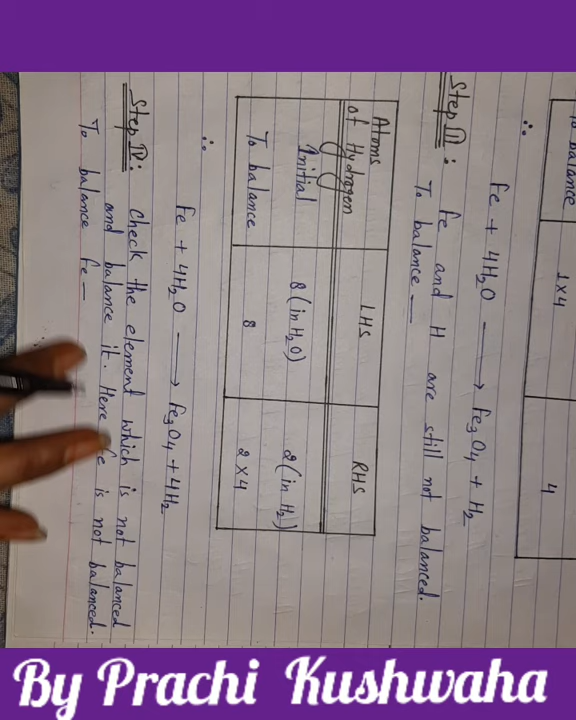 To balance 1×4 4
∴ Fe + 4H₂O ⟶ Fe₃O₄ + H₂
Step III : Fe and H are still not balanced.
To balance —
Atoms of Hydrogen LHS RHS
Initial 8 (in H₂O) 2 (in H₂)
To balance 8 2×4
∴ Fe + 4H₂O ⟶ Fe₃O₄ + 4H₂
Step IV : Check the element which is not balanced
and balance it. Here Fe is not balanced.
To balance Fe —
By Prachi Kushwaha